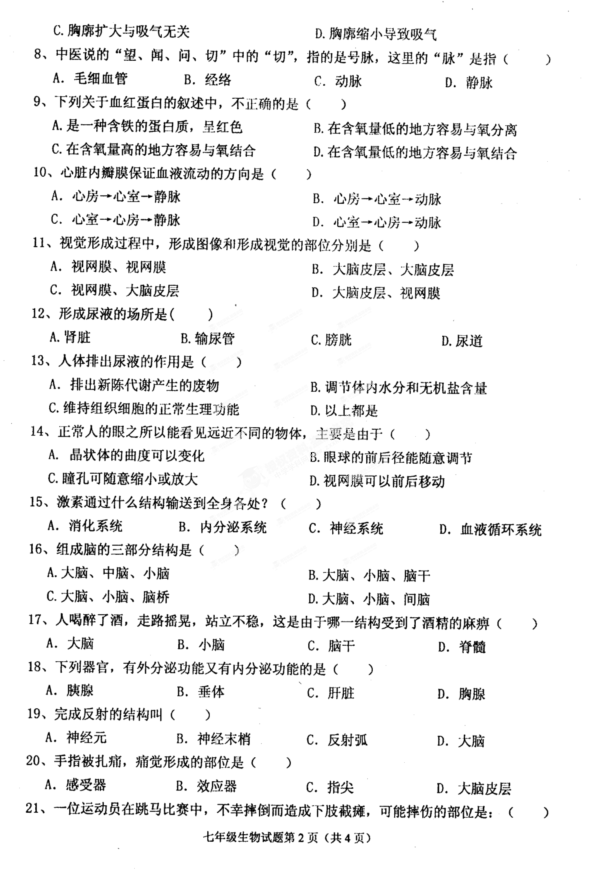 C.胸廓扩大与吸气无关 D.胸廓缩小导致吸气
8、中医说的“望、闻、问、切”中的“切”，指的是号脉，这里的“脉”是指（ ）
A．毛细血管 B．经络 C．动脉 D．静脉
9、下列关于血红蛋白的叙述中，不正确的是（ ）
A.是一种含铁的蛋白质，呈红色 B.在含氧量低的地方容易与氧分离
C.在含氧量高的地方容易与氧结合 D.在含氧量低的地方容易与氧结合
10、心脏内瓣膜保证血液流动的方向是（ ）
A．心房→心室→静脉 B．心房→心室→动脉
C．心室→心房→静脉 D．心室→心房→动脉
11、视觉形成过程中，形成图像和形成视觉的部位分别是（ ）
A．视网膜、视网膜 B．大脑皮层、大脑皮层
C．视网膜、大脑皮层 D．大脑皮层、视网膜
12、形成尿液的场所是( )
A.肾脏 B.输尿管 C.膀胱 D.尿道
13、人体排出尿液的作用是（ ）
A．排出新陈代谢产生的废物 B.调节体内水分和无机盐含量
C.维持组织细胞的正常生理功能 D.以上都是
14、正常人的眼之所以能看见远近不同的物体，主要是由于（ ）
A．晶状体的曲度可以变化 B.眼球的前后径能随意调节
C.瞳孔可随意缩小或放大 D.视网膜可以前后移动
15、激素通过什么结构输送到全身各处？（ ）
A．消化系统 B．内分泌系统 C．神经系统 D．血液循环系统
16、组成脑的三部分结构是（ ）
A.大脑、中脑、小脑 B.大脑、小脑、脑干
C.大脑、小脑、脑桥 D.大脑、小脑、间脑
17、人喝醉了酒，走路摇晃，站立不稳，这是由于哪一结构受到了酒精的麻痹（ ）
A．大脑 B．小脑 C．脑干 D．脊髓
18、下列器官，有外分泌功能又有内分泌功能的是（ ）
A．胰腺 B．垂体 C．肝脏 D．胸腺
19、完成反射的结构叫（ ）
A．神经元 B．神经末梢 C．反射弧 D．大脑
20、手指被扎痛，痛觉形成的部位是（ ）
A．感受器 B．效应器 C．指尖 D．大脑皮层
21、一位运动员在跳马比赛中，不幸摔倒而造成下肢截瘫，可能摔伤的部位是：（ ）
七年级生物试题第2页（共4页）